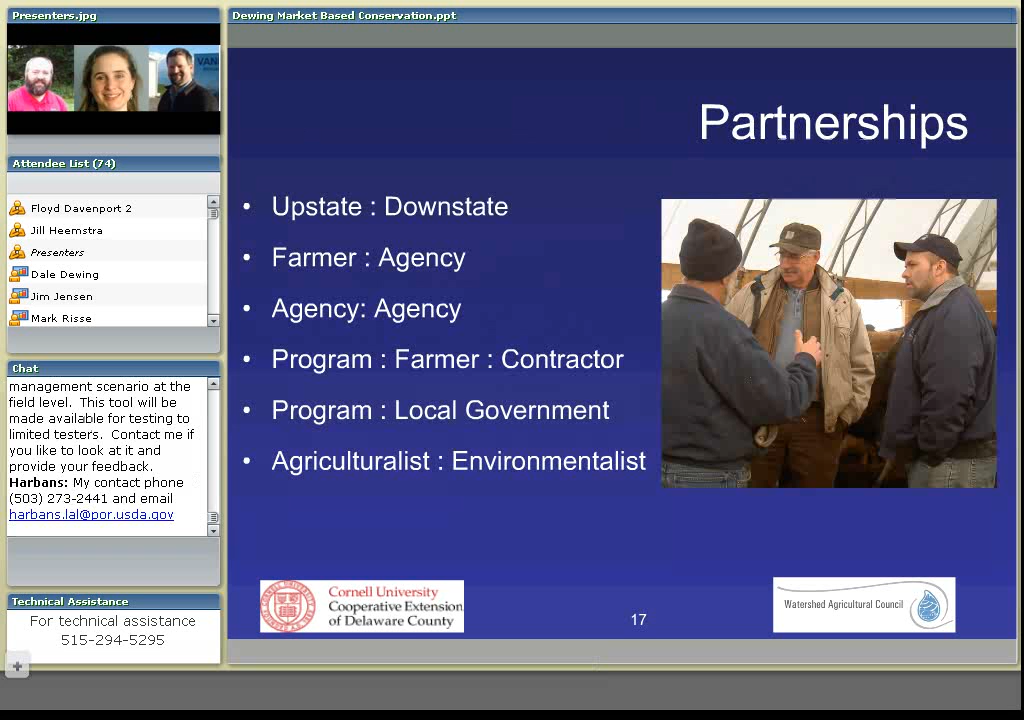 Presenters.jpg
VAN
Attendee List (74)
Floyd Davenport 2
Jill Heemstra
Presenters
Dale Dewing
Jim Jensen
Mark Risse
Chat
management scenario at the
field level. This tool will be
made available for testing to
limited testers. Contact me if
you like to look at it and
provide your feedback.
Harbans: My contact phone
(503) 273-2441 and email
harbans.lal@por.usda.gov
Technical Assistance
For technical assistance
515-294-5295
Dewing Market Based Conservation.ppt
Partnerships
• Upstate : Downstate
• Farmer : Agency
• Agency: Agency
• Program : Farmer : Contractor
• Program : Local Government
• Agriculturalist : Environmentalist
Cornell University
Cooperative Extension
of Delaware County
17
Watershed Agricultural Council